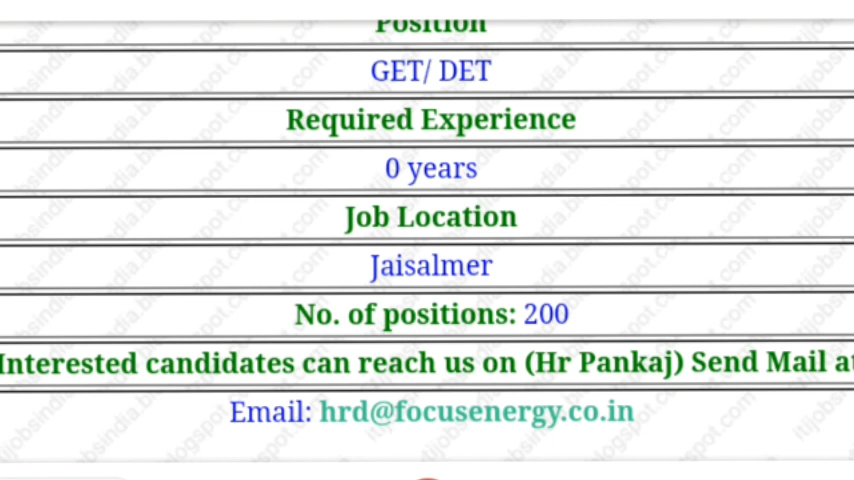 Position
GET/ DET
Required Experience
0 years
Job Location
Jaisalmer
No. of positions: 200
Interested candidates can reach us on (Hr Pankaj) Send Mail at
Email: hrd@focusenergy.co.in